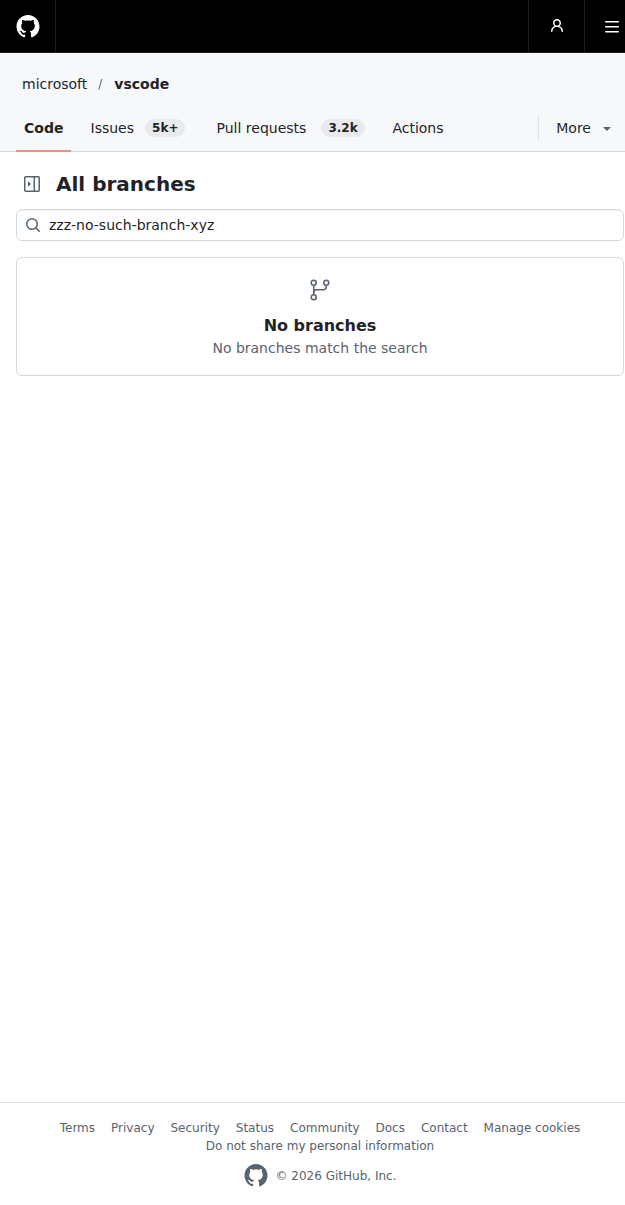 microsoft / vscode
Code Issues 5k+ Pull requests 3.2k Actions More
All branches
zzz-no-such-branch-xyz
No branches
No branches match the search
Terms Privacy Security Status Community Docs Contact Manage cookies
Do not share my personal information
© 2026 GitHub, Inc.